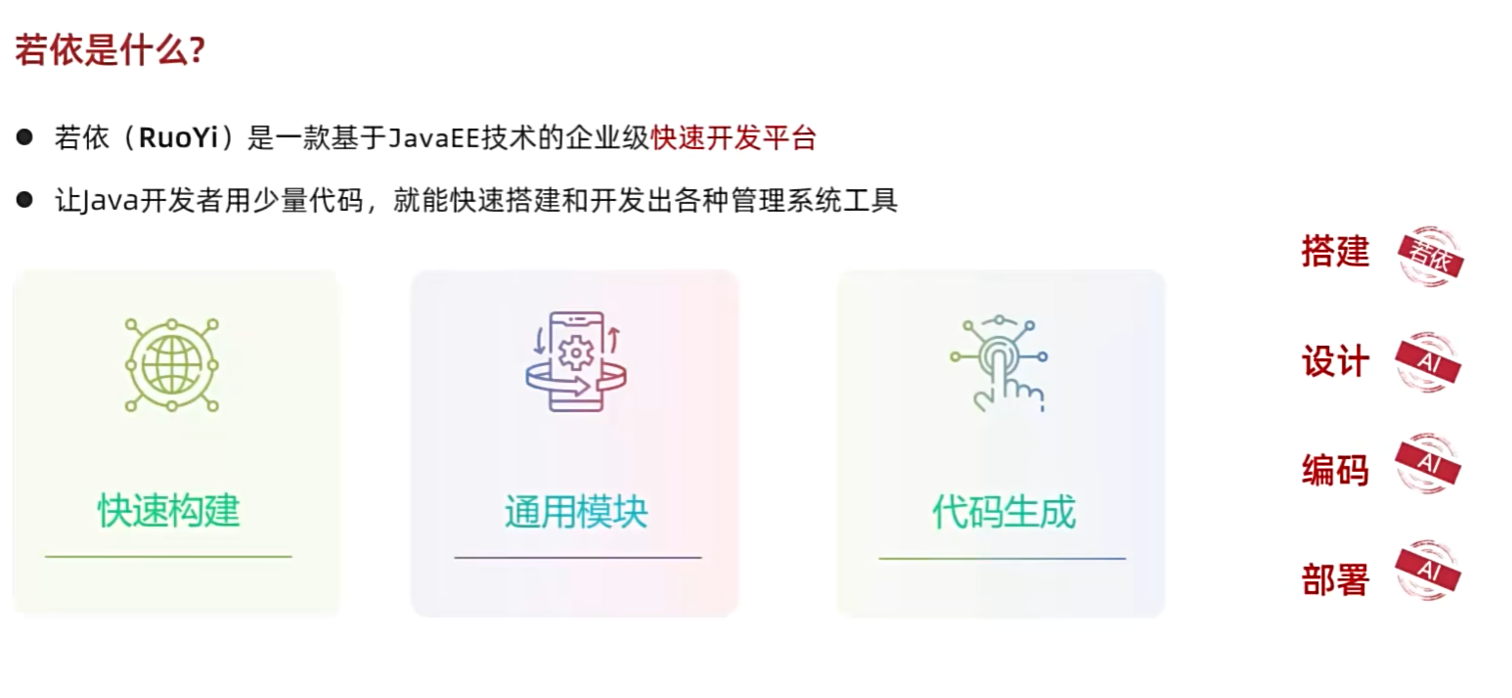 若依是什么?
● 若依（RuoYi）是一款基于JavaEE技术的企业级快速开发平台
● 让Java开发者用少量代码，就能快速搭建和开发出各种管理系统工具
快速构建
通用模块
代码生成
搭建 若依
设计 AI
编码 AI
部署 AI